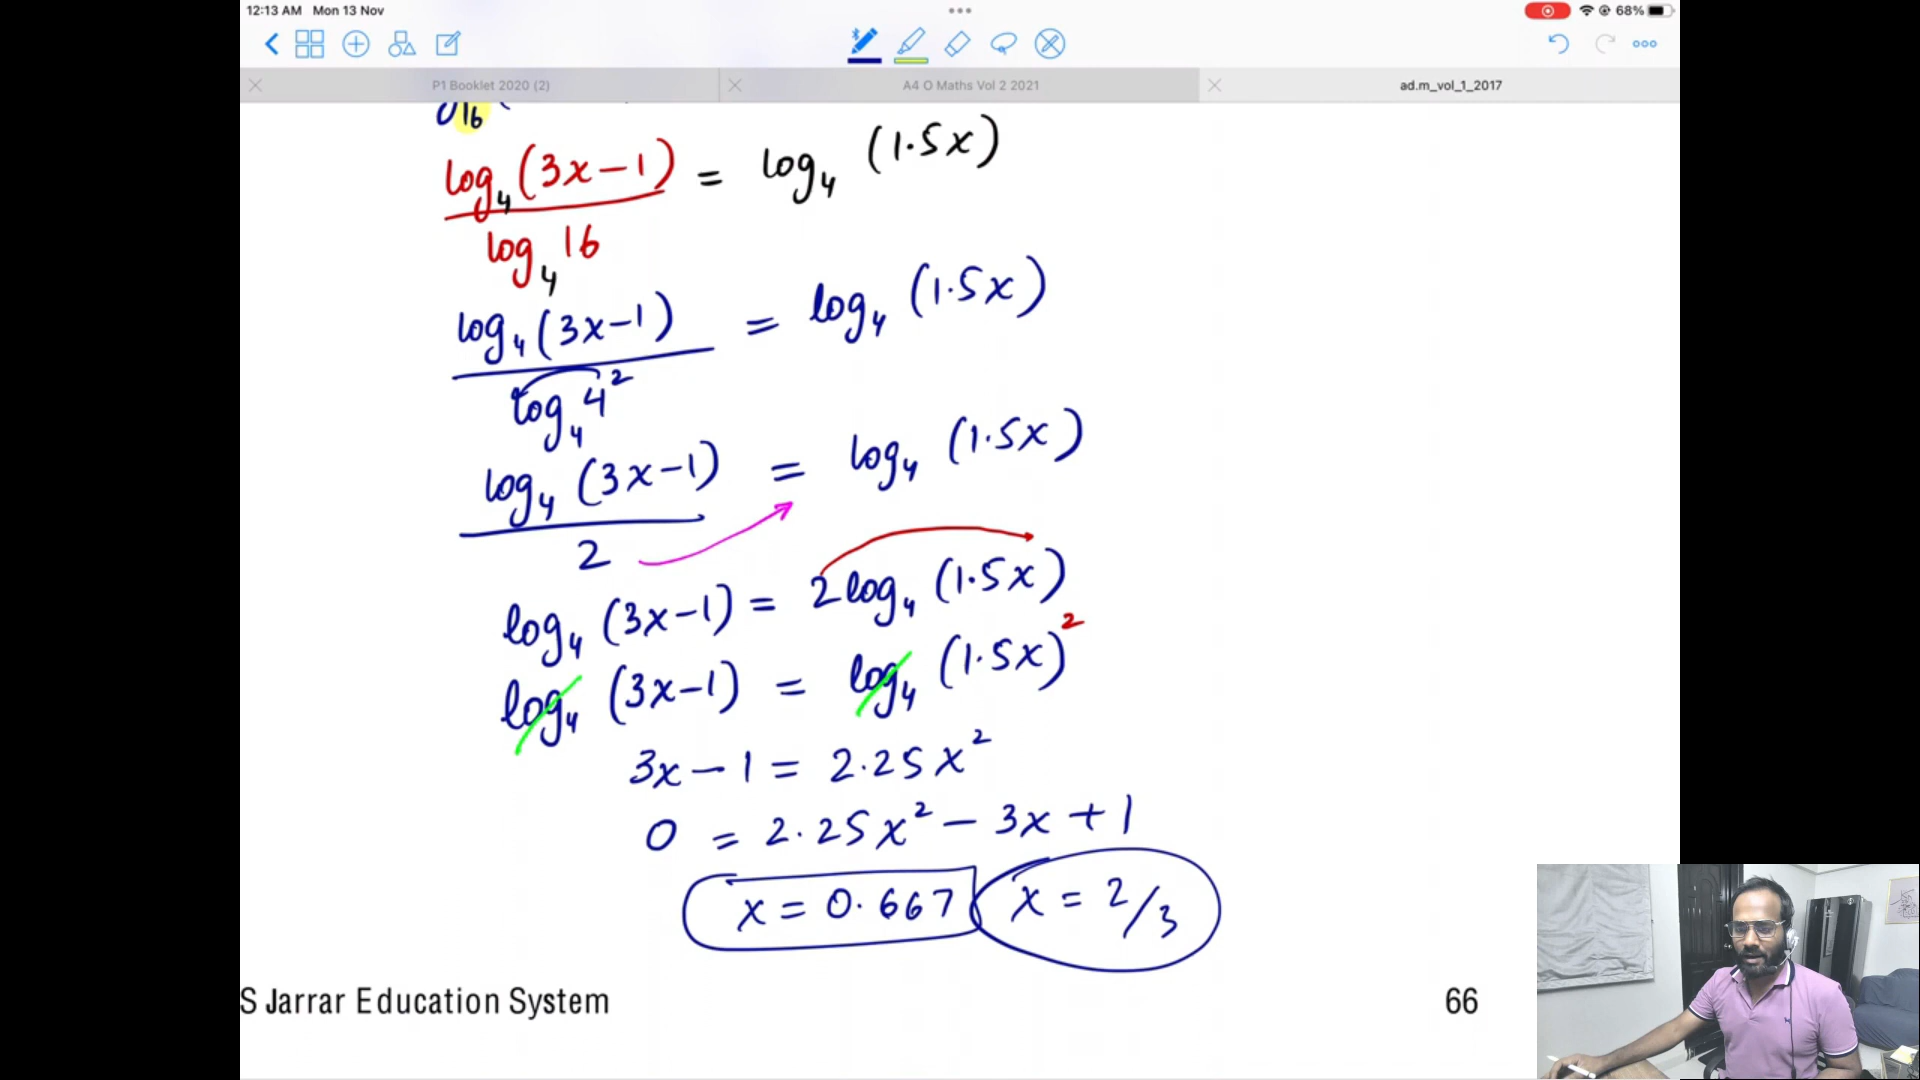 12:13 AM Mon 13 Nov
68%
P1 Booklet 2020 (2)
A4 O Maths Vol 2 2021
ad.m_vol_1_2017
16
log₄(3x−1) / log₄ 16 = log₄ (1.5x)
log₄(3x−1) / log₄ 4² = log₄ (1.5x)
log₄ (3x−1) / 2 = log₄ (1.5x)
log₄ (3x−1) = 2log₄ (1.5x)
log₄ (3x−1) = log₄ (1.5x)²
3x − 1 = 2.25x²
0 = 2.25x² − 3x + 1
x = 0.667 x = 2/3
S Jarrar Education System
66